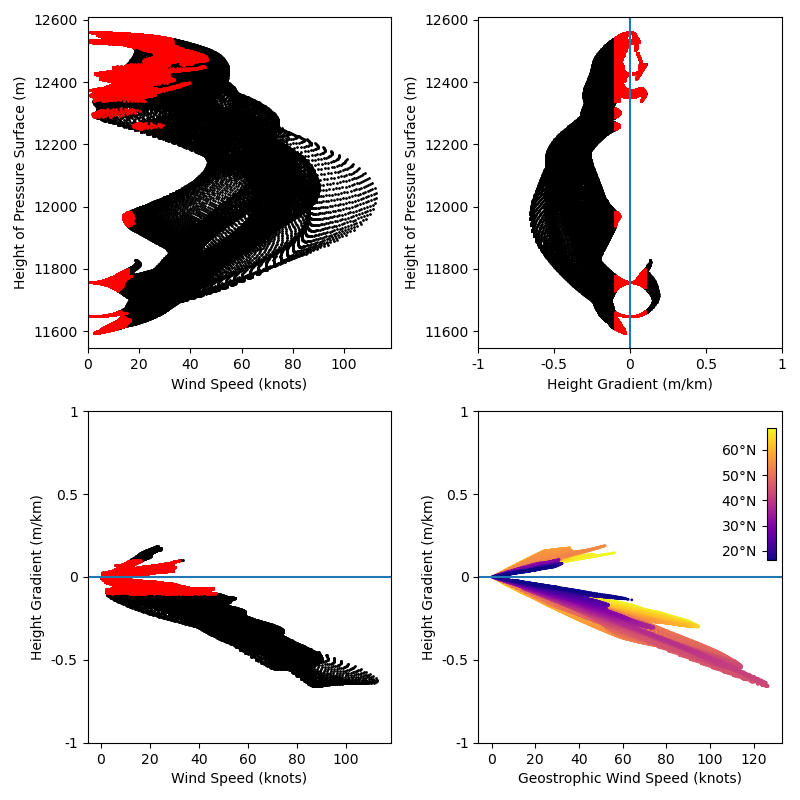 12600
12400
12200
12000
11800
11600
Height of Pressure Surface (m)
0 20 40 60 80 100
Wind Speed (knots)
12600
12400
12200
12000
11800
11600
Height of Pressure Surface (m)
-1 -0.5 0 0.5 1
Height Gradient (m/km)
1
0.5
0
-0.5
-1
Height Gradient (m/km)
0 20 40 60 80 100
Wind Speed (knots)
1
0.5
0
-0.5
-1
Height Gradient (m/km)
60°N
50°N
40°N
30°N
20°N
0 20 40 60 80 100 120
Geostrophic Wind Speed (knots)